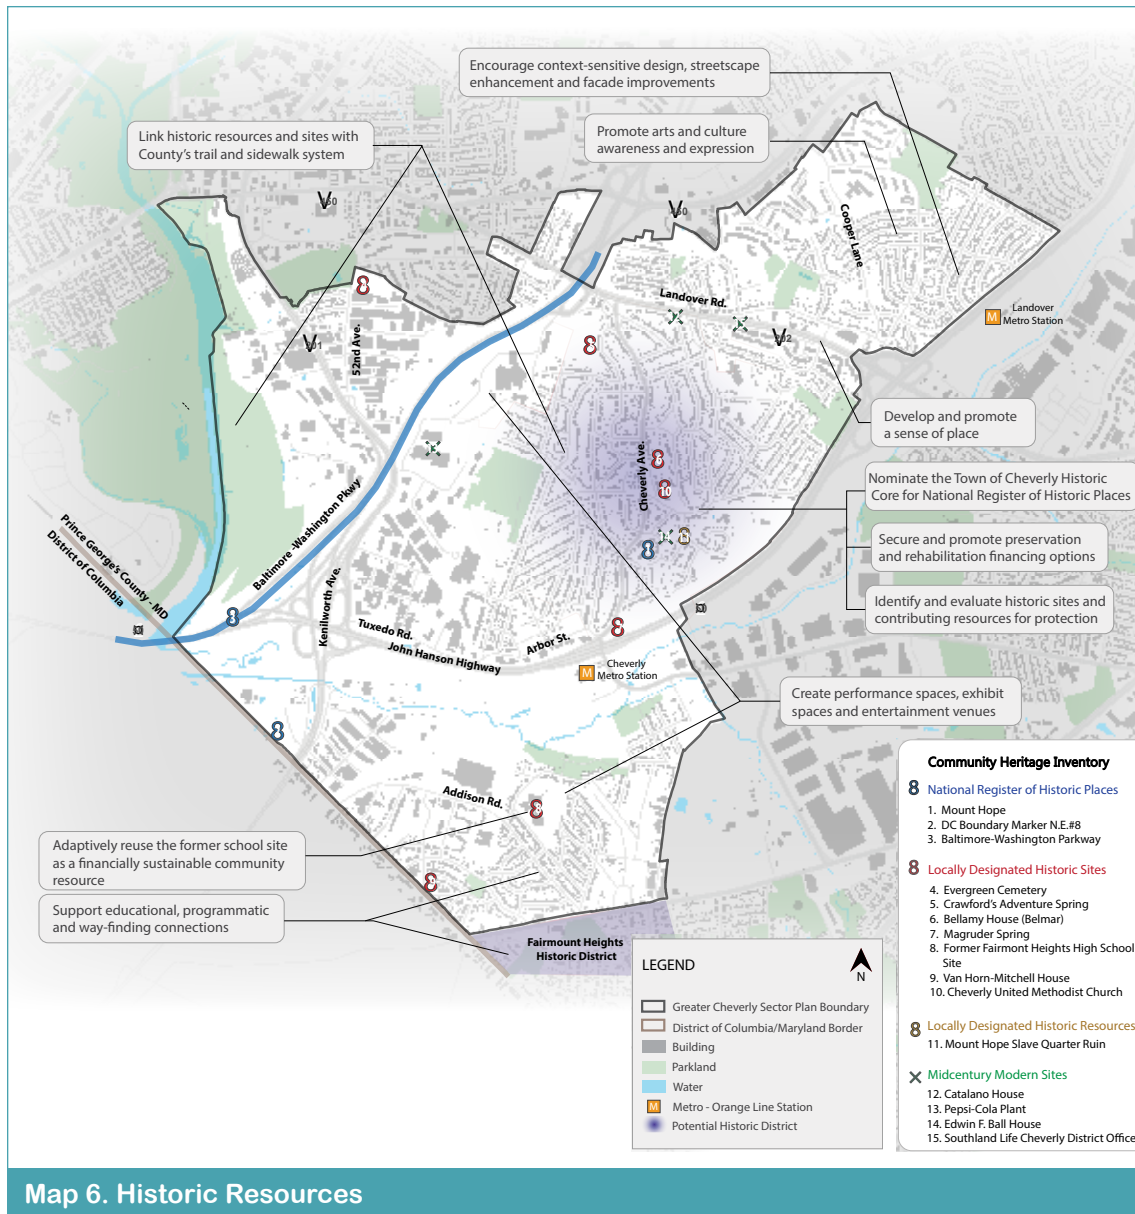 Encourage context-sensitive design, streetscape
enhancement and facade improvements
Link historic resources and sites with
County's trail and sidewalk system
Promote arts and culture
awareness and expression
Cooper Lane
Landover Rd.
Landover
Metro Station
M
202
201
52nd Ave.
Develop and promote
a sense of place
Nominate the Town of Cheverly Historic
Core for National Register of Historic Places
Secure and promote preservation
and rehabilitation financing options
Identify and evaluate historic sites and
contributing resources for protection
Cheverly Ave.
10
14
11
Baltimore -Washington Pkwy
Prince George's County - MD
District of Columbia
Kenilworth Ave.
Tuxedo Rd.
John Hanson Highway
Arbor St.
M
Cheverly
Metro Station
Create performance spaces, exhibit
spaces and entertainment venues
Addison Rd.
Adaptively reuse the former school site
as a financially sustainable community
resource
Support educational, programmatic
and way-finding connections
Fairmount Heights
Historic District
LEGEND
N
Greater Cheverly Sector Plan Boundary
District of Columbia/Maryland Border
Building
Parkland
Water
M Metro - Orange Line Station
Potential Historic District
Community Heritage Inventory
8 National Register of Historic Places
1. Mount Hope
2. DC Boundary Marker N.E.#8
3. Baltimore-Washington Parkway
8 Locally Designated Historic Sites
4. Evergreen Cemetery
5. Crawford's Adventure Spring
6. Bellamy House (Belmar)
7. Magruder Spring
8. Former Fairmont Heights High School
Site
9. Van Horn-Mitchell House
10. Cheverly United Methodist Church
8 Locally Designated Historic Resources
11. Mount Hope Slave Quarter Ruin
Midcentury Modern Sites
12. Catalano House
13. Pepsi-Cola Plant
14. Edwin F. Ball House
15. Southland Life Cheverly District Office
Map 6. Historic Resources